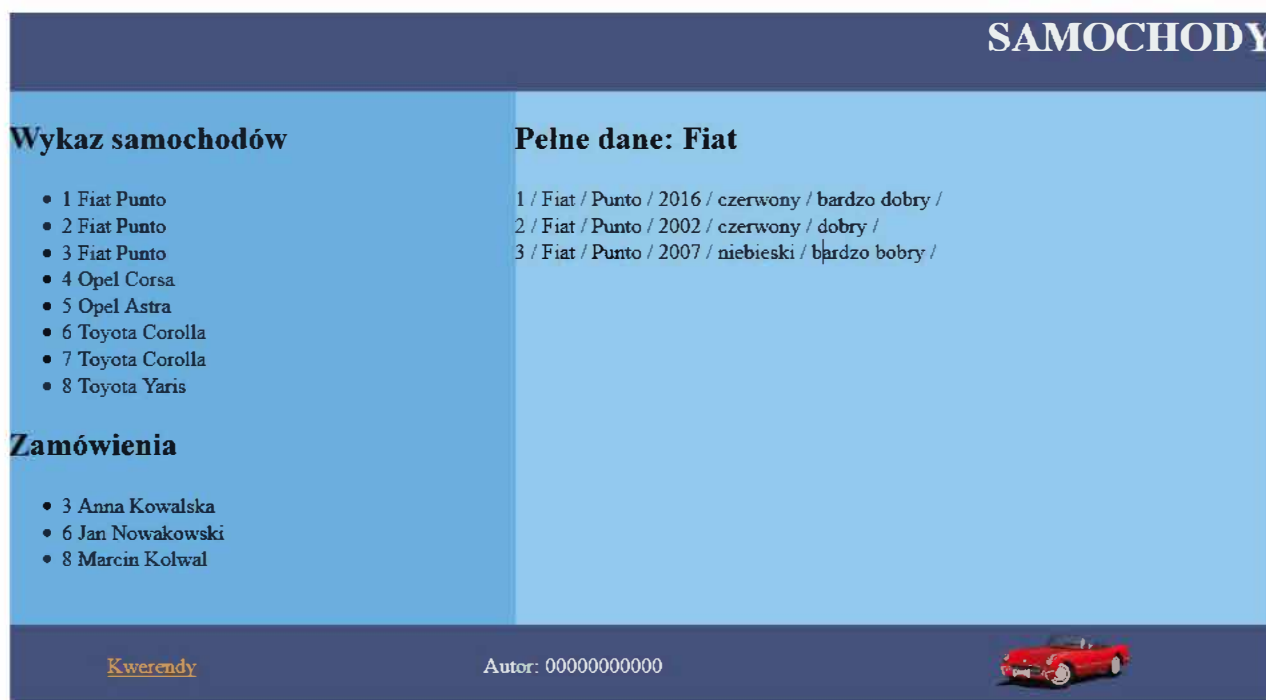 SAMOCHODY
Wykaz samochodów
• 1 Fiat Punto
• 2 Fiat Punto
• 3 Fiat Punto
• 4 Opel Corsa
• 5 Opel Astra
• 6 Toyota Corolla
• 7 Toyota Corolla
• 8 Toyota Yaris
Zamówienia
• 3 Anna Kowalska
• 6 Jan Nowakowski
• 8 Marcin Kolwal
Pełne dane: Fiat
1 / Fiat / Punto / 2016 / czerwony / bardzo dobry /
2 / Fiat / Punto / 2002 / czerwony / dobry /
3 / Fiat / Punto / 2007 / niebieski / bardzo bobry /
Kwerendy
Autor: 00000000000